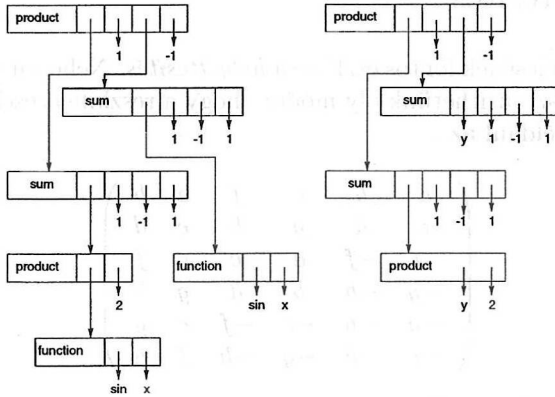 product
1 -1
sum
1 -1 1
sum
1 -1 1
product
2
function
sin x
function
sin x
product
1 -1
sum
y 1 -1 1
sum
1 -1 1
product
y 2